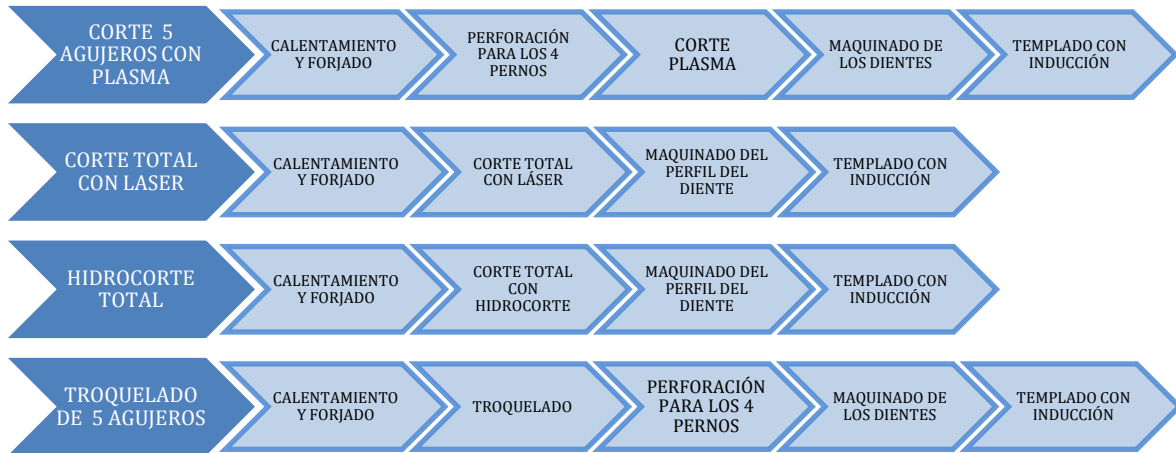 CORTE 5
AGUJEROS CON
PLASMA
CALENTAMIENTO
Y FORJADO
PERFORACIÓN
PARA LOS 4
PERNOS
CORTE
PLASMA
MAQUINADO DE
LOS DIENTES
TEMPLADO CON
INDUCCIÓN
CORTE TOTAL
CON LASER
CALENTAMIENTO
Y FORJADO
CORTE TOTAL
CON LÁSER
MAQUINADO DEL
PERFIL DEL
DIENTE
TEMPLADO CON
INDUCCIÓN
HIDROCORTE
TOTAL
CALENTAMIENTO
Y FORJADO
CORTE TOTAL
CON
HIDROCORTE
MAQUINADO DEL
PERFIL DEL
DIENTE
TEMPLADO CON
INDUCCIÓN
TROQUELADO
DE 5 AGUJEROS
CALENTAMIENTO
Y FORJADO
TROQUELADO
PERFORACIÓN
PARA LOS 4
PERNOS
MAQUINADO DE
LOS DIENTES
TEMPLADO CON
INDUCCIÓN